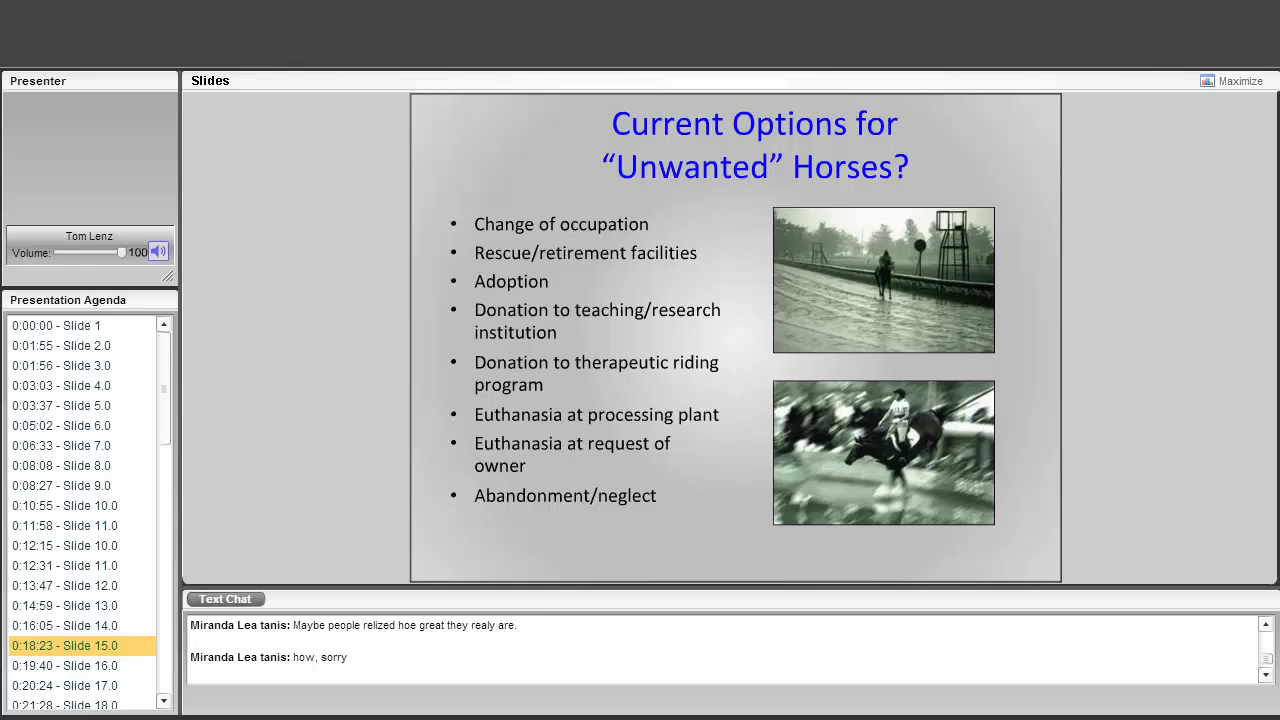 Presenter
Tom Lenz
Volume: 100
Presentation Agenda
0:00:00 - Slide 1
0:01:55 - Slide 2.0
0:01:56 - Slide 3.0
0:03:03 - Slide 4.0
0:03:37 - Slide 5.0
0:05:02 - Slide 6.0
0:06:33 - Slide 7.0
0:08:08 - Slide 8.0
0:08:27 - Slide 9.0
0:10:55 - Slide 10.0
0:11:58 - Slide 11.0
0:12:15 - Slide 10.0
0:12:31 - Slide 11.0
0:13:47 - Slide 12.0
0:14:59 - Slide 13.0
0:16:05 - Slide 14.0
0:18:23 - Slide 15.0
0:19:40 - Slide 16.0
0:20:24 - Slide 17.0
0:21:28 - Slide 18.0
Slides
Maximize
Current Options for
“Unwanted” Horses?
• Change of occupation
• Rescue/retirement facilities
• Adoption
• Donation to teaching/research
institution
• Donation to therapeutic riding
program
• Euthanasia at processing plant
• Euthanasia at request of
owner
• Abandonment/neglect
Text Chat
Miranda Lea tanis: Maybe people relized hoe great they realy are.
Miranda Lea tanis: how, sorry